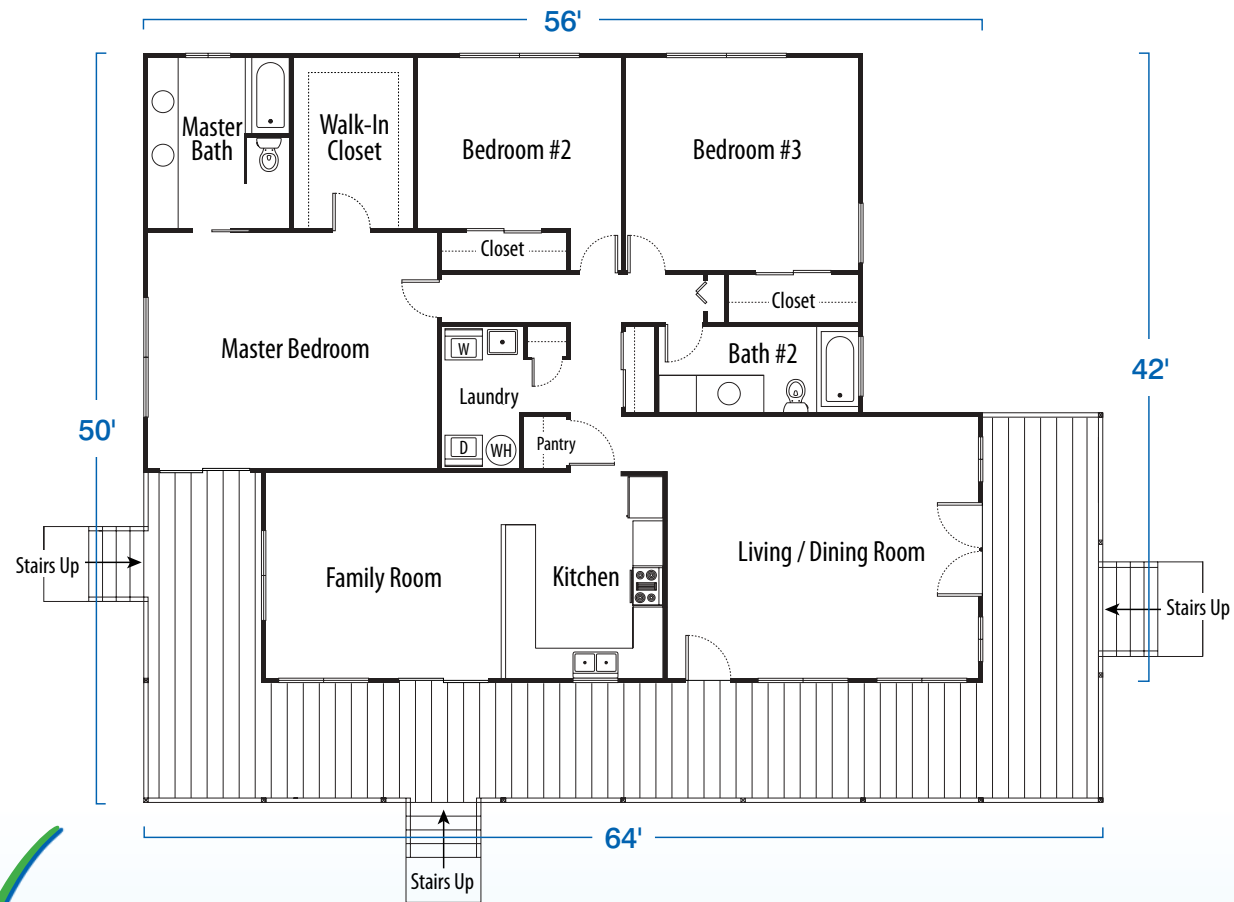 56'
Master
Bath
Walk-In
Closet
Bedroom #2
Bedroom #3
Closet
Closet
Master Bedroom
W
Bath #2
42'
Laundry
50'
D
WH
Pantry
Living / Dining Room
Stairs Up
Family Room
Kitchen
Stairs Up
64'
Stairs Up